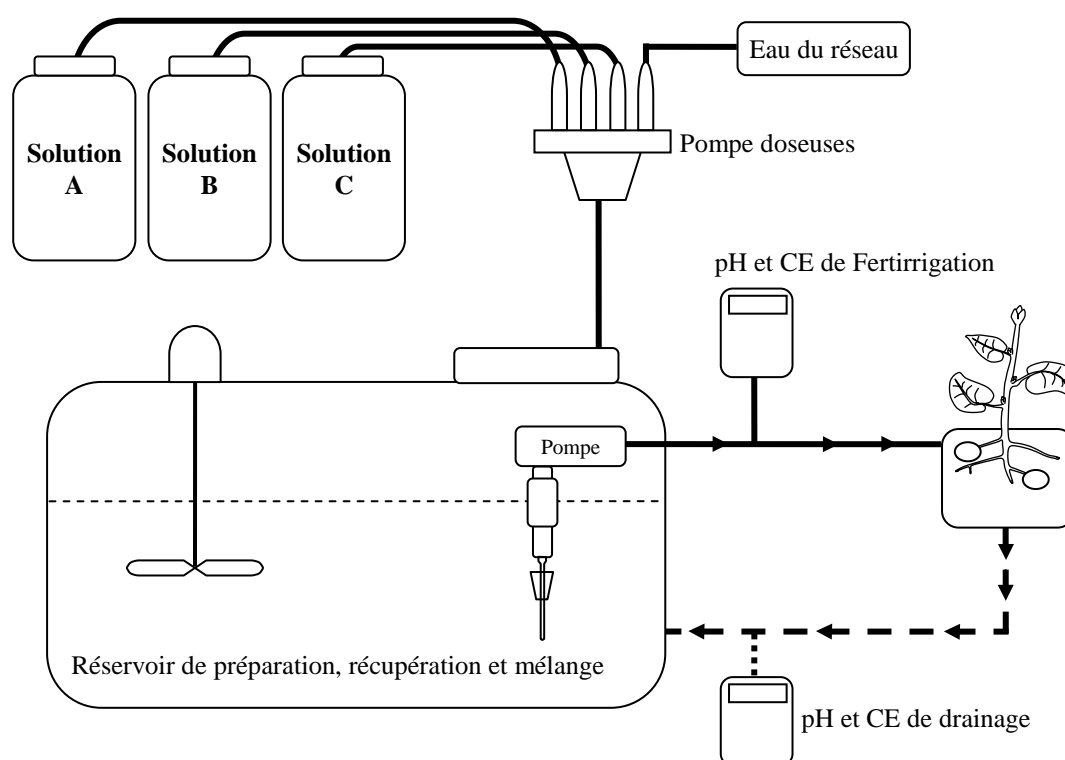 Eau du réseau
Solution
A
Solution
B
Solution
C
Pompe doseuses
pH et CE de Fertirrigation
Pompe
Réservoir de préparation, récupération et mélange
pH et CE de drainage